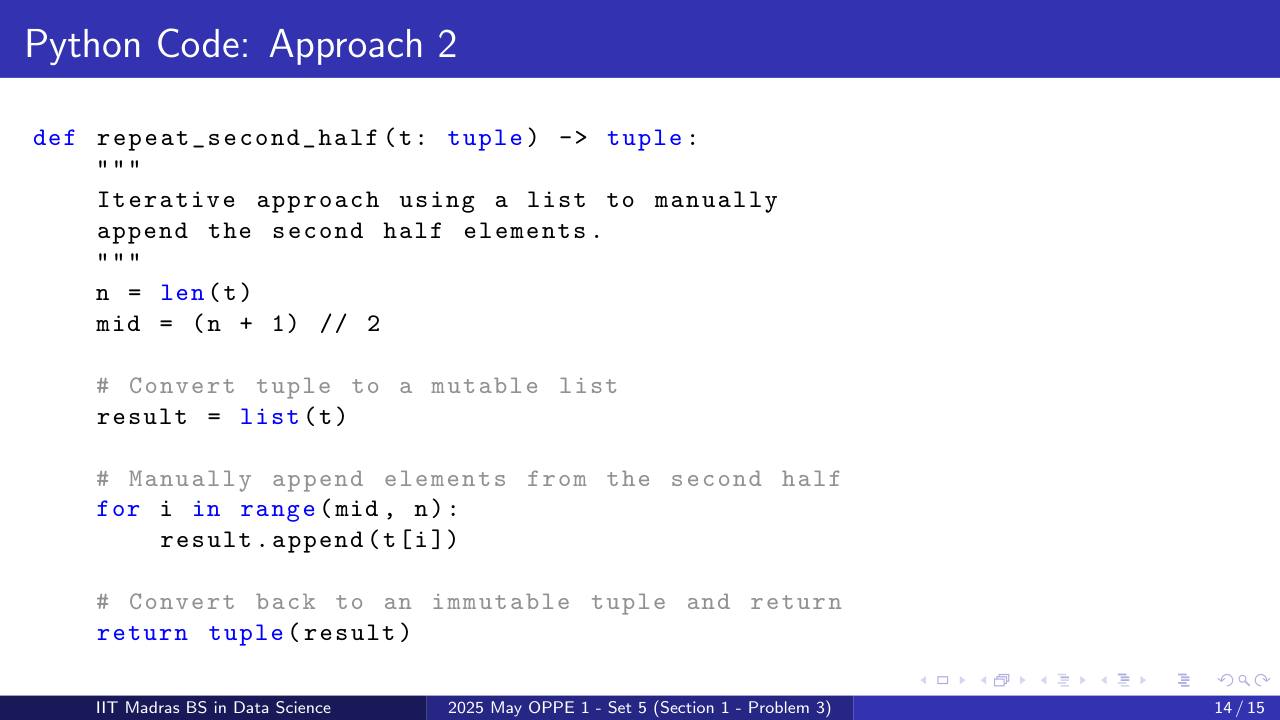 Python Code: Approach 2
def repeat_second_half(t: tuple) -> tuple:
    """
    Iterative approach using a list to manually
    append the second half elements.
    """
    n = len(t)
    mid = (n + 1) // 2
    # Convert tuple to a mutable list
    result = list(t)
    # Manually append elements from the second half
    for i in range(mid, n):
        result.append(t[i])
    # Convert back to an immutable tuple and return
    return tuple(result)
IIT Madras BS in Data Science
2025 May OPPE 1 - Set 5 (Section 1 - Problem 3)
14 / 15